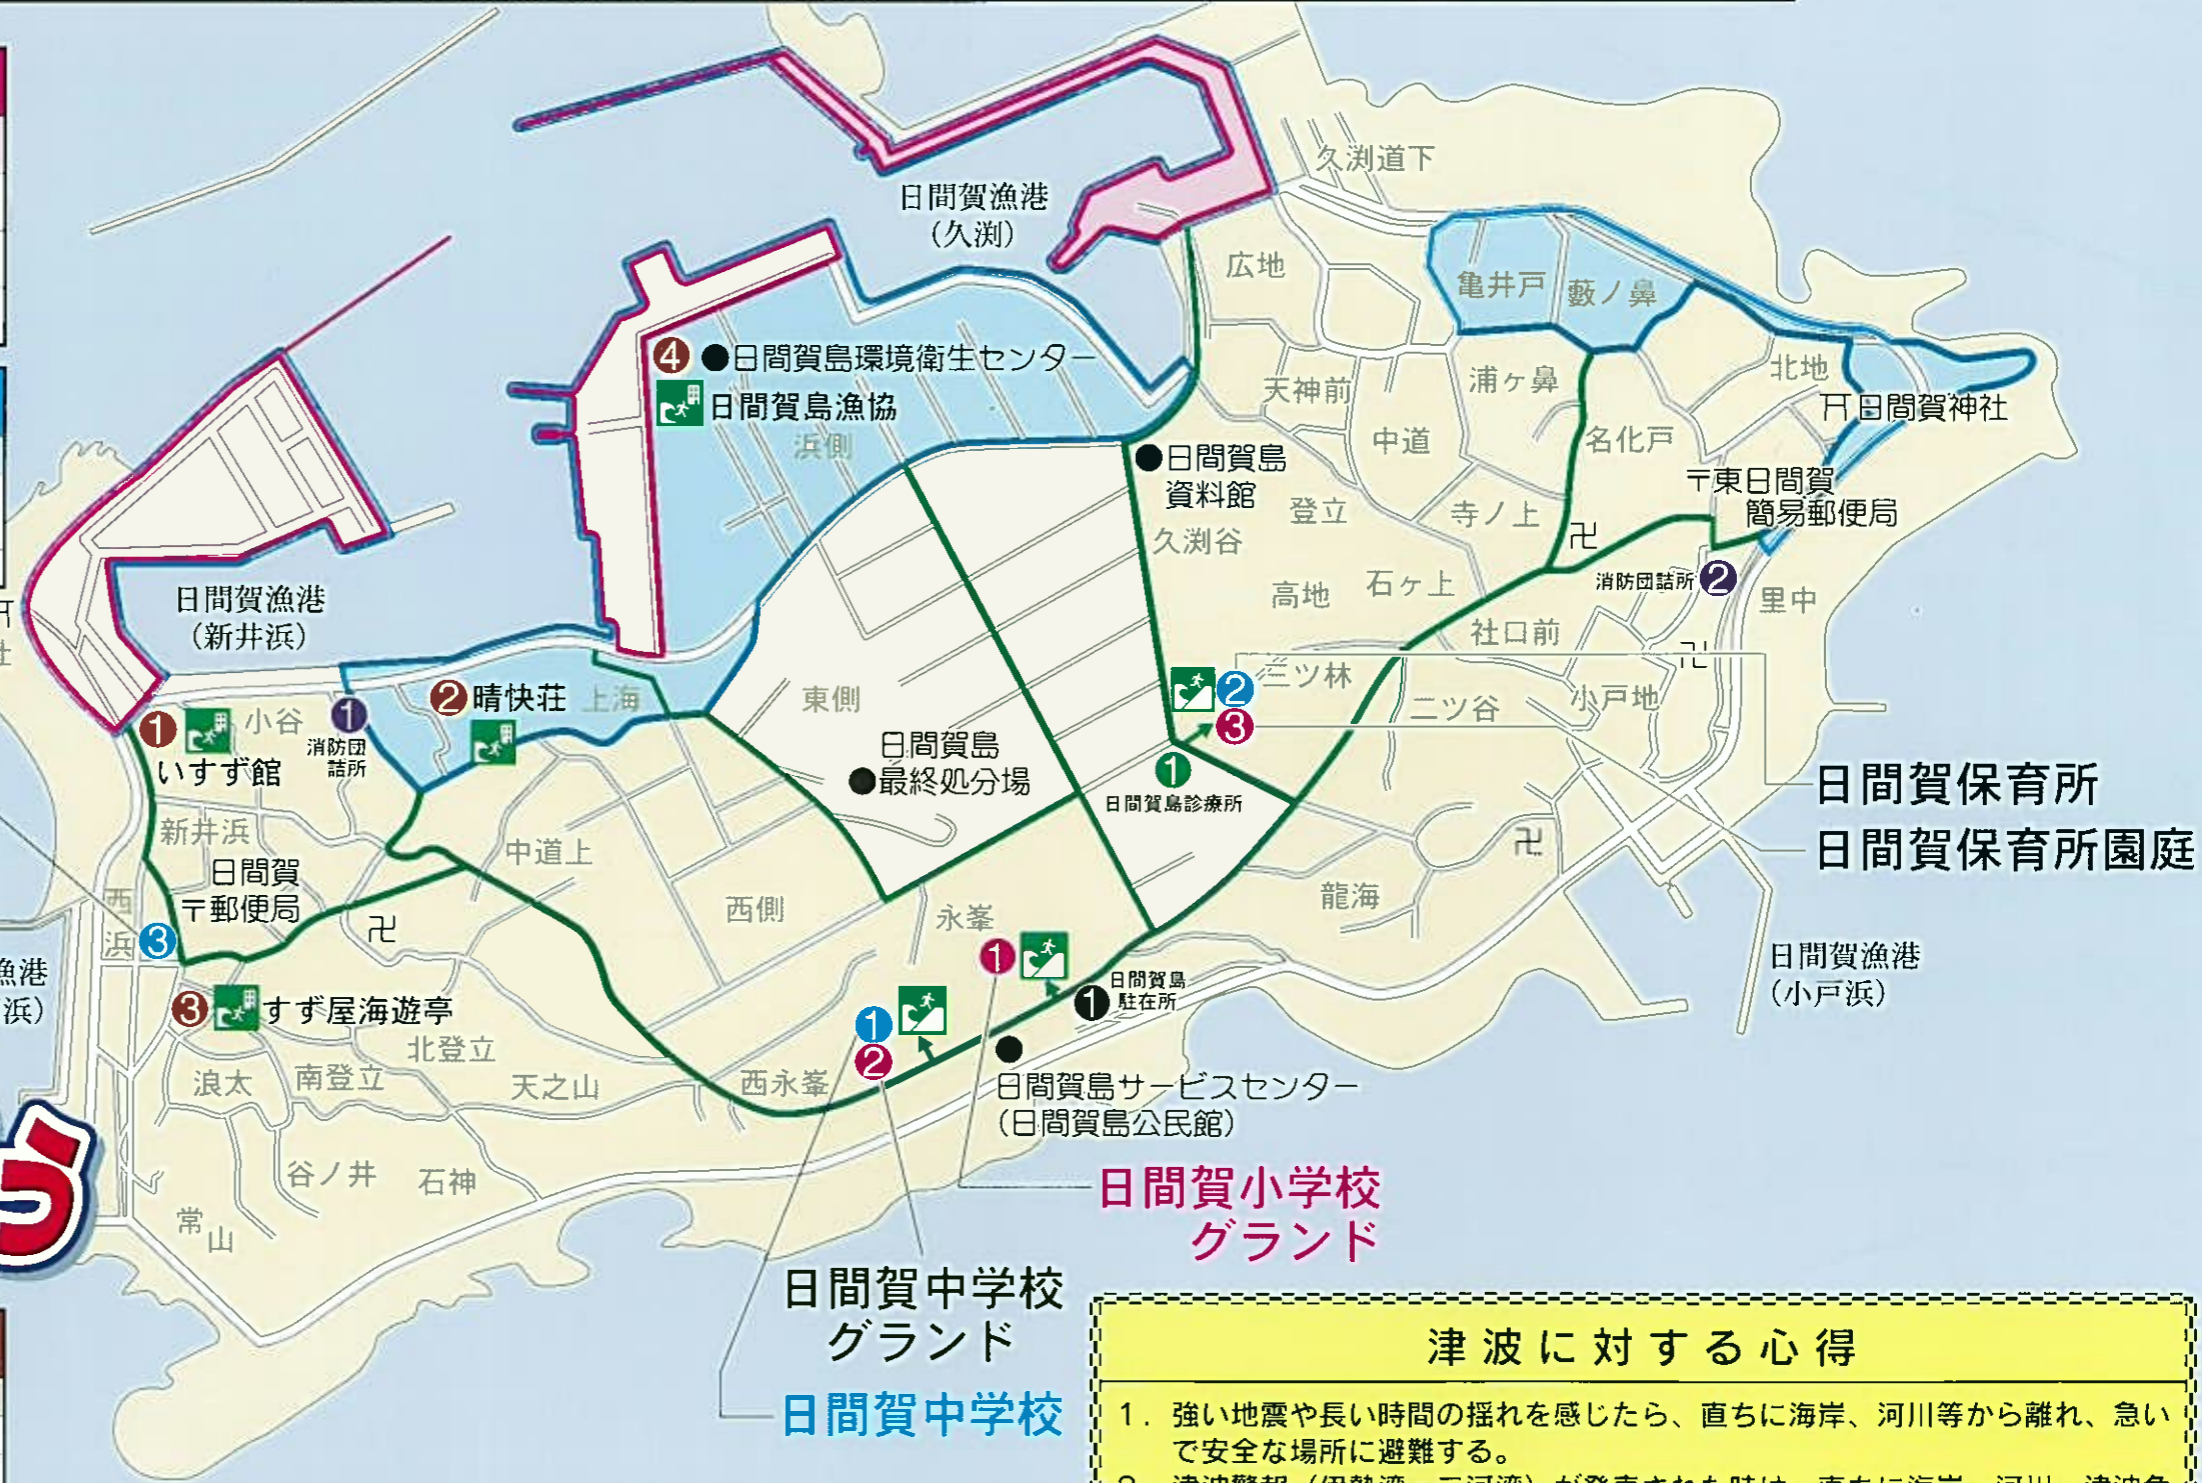 久渕道下
日間賀漁港
(久渕)
広地
亀井戸
藪ノ鼻
4
●日間賀島環境衛生センター
日間賀島漁協
浜側
天神前
浦ヶ鼻
北地
日間賀神社
中道
名化戸
●日間賀島
資料館
〒東日間賀
簡易郵便局
登立
寺ノ上
卍
久渕谷
消防団詰所
2
里中
高地
石ヶ上
日間賀漁港
(新井浜)
社口前
卍
三ツ林
2
3
二ツ谷
小戸地
1
いすず館
小谷
1
消防団
詰所
2
晴快荘
上海
東側
日間賀島
●最終処分場
1
日間賀島診療所
日間賀保育所
日間賀保育所園庭
新井浜
日間賀
〒郵便局
中道上
卍
卍
西側
永峯
龍海
西
浜
3
漁港
浜)
日間賀漁港
(小戸浜)
1
日間賀島
駐在所
1
3
すず屋海遊亭
1
2
北登立
浪太
南登立
天之山
西永峯
日間賀島サービスセンター
(日間賀島公民館)
谷ノ井
石神
常
山
日間賀小学校
グランド
日間賀中学校
グランド
日間賀中学校
津波に対する心得
1. 強い地震や長い時間の揺れを感じたら、直ちに海岸、河川等から離れ、急い
で安全な場所に避難する。